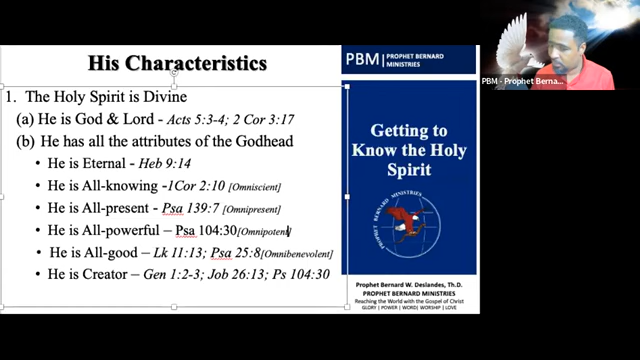 His Characteristics
1. The Holy Spirit is Divine
(a) He is God & Lord - Acts 5:3-4; 2 Cor 3:17
(b) He has all the attributes of the Godhead
• He is Eternal - Heb 9:14
• He is All-knowing -1Cor 2:10 [Omniscient]
• He is All-present - Psa 139:7 [Omnipresent]
• He is All-powerful – Psa 104:30[Omnipotent]
• He is All-good – Lk 11:13; Psa 25:8[Omnibenevolent]
• He is Creator – Gen 1:2-3; Job 26:13; Ps 104:30
PBM | PROPHET BERNARD
MINISTRIES
Getting to
Know the Holy
Spirit
PROPHET BERNARD MINISTRIES
Prophet Bernard W. Deslandes, Th.D.
PROPHET BERNARD MINISTRIES
Reaching the World with the Gospel of Christ
GLORY | POWER | WORD| WORSHIP | LOVE
PBM - Prophet Berna...